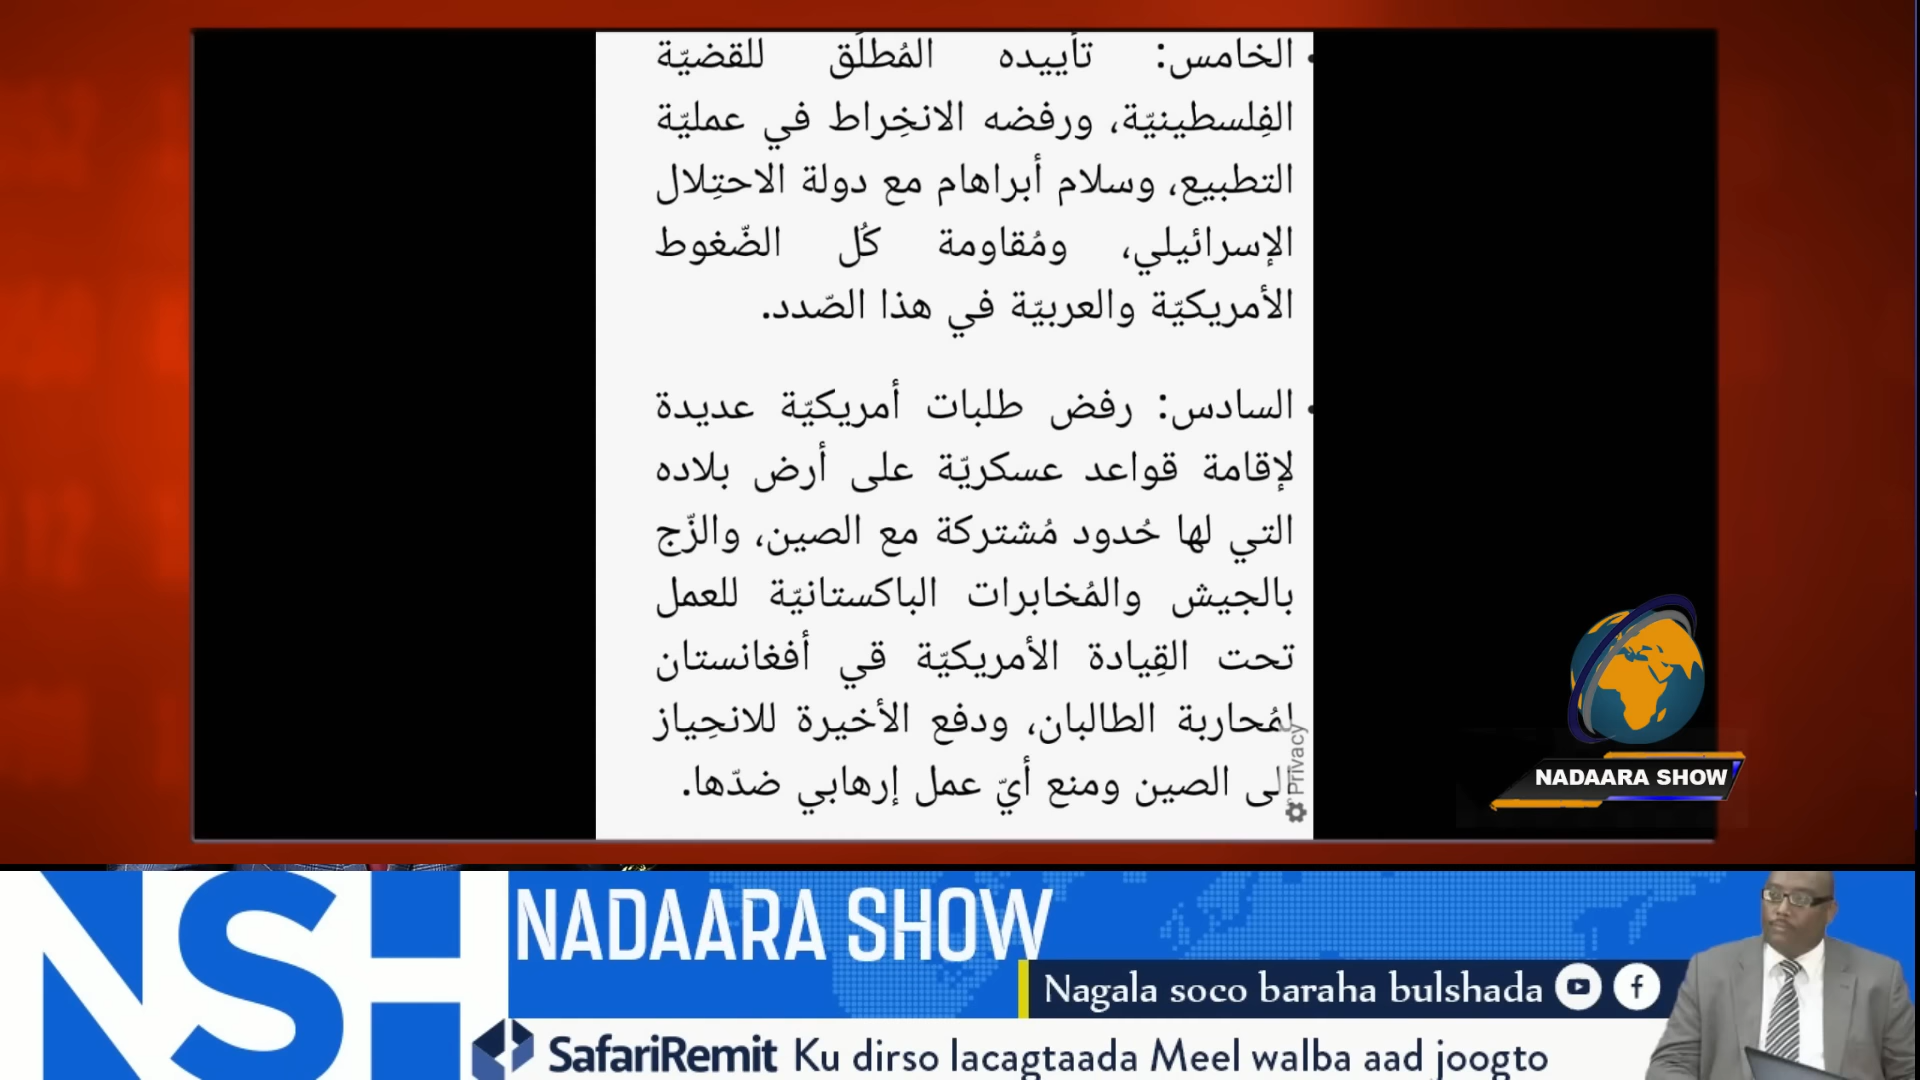 الخامس: تأييده المُطلَق للقضيّة
الفِلسطينيّة، ورفضه الانخِراط في عمليّة
التطبيع، وسلام أبراهام مع دولة الاحتِلال
الإسرائيلي، ومُقاومة كُل الضّغوط
الأمريكيّة والعربيّة في هذا الصّدد.
السادس: رفض طلبات أمريكيّة عديدة
لإقامة قواعد عسكريّة على أرض بلاده
التي لها حُدود مُشتركة مع الصين، والزّج
بالجيش والمُخابرات الباكستانيّة للعمل
تحت القِيادة الأمريكيّة قي أفغانستان
لمُحاربة الطالبان، ودفع الأخيرة للانحِياز
لى الصين ومنع أيّ عمل إرهابي ضدّها.
Privacy
NADAARA SHOW
NSH
NADAARA SHOW
Nagala soco baraha bulshada
SafariRemit Ku dirso lacagtaada Meel walba aad joogto